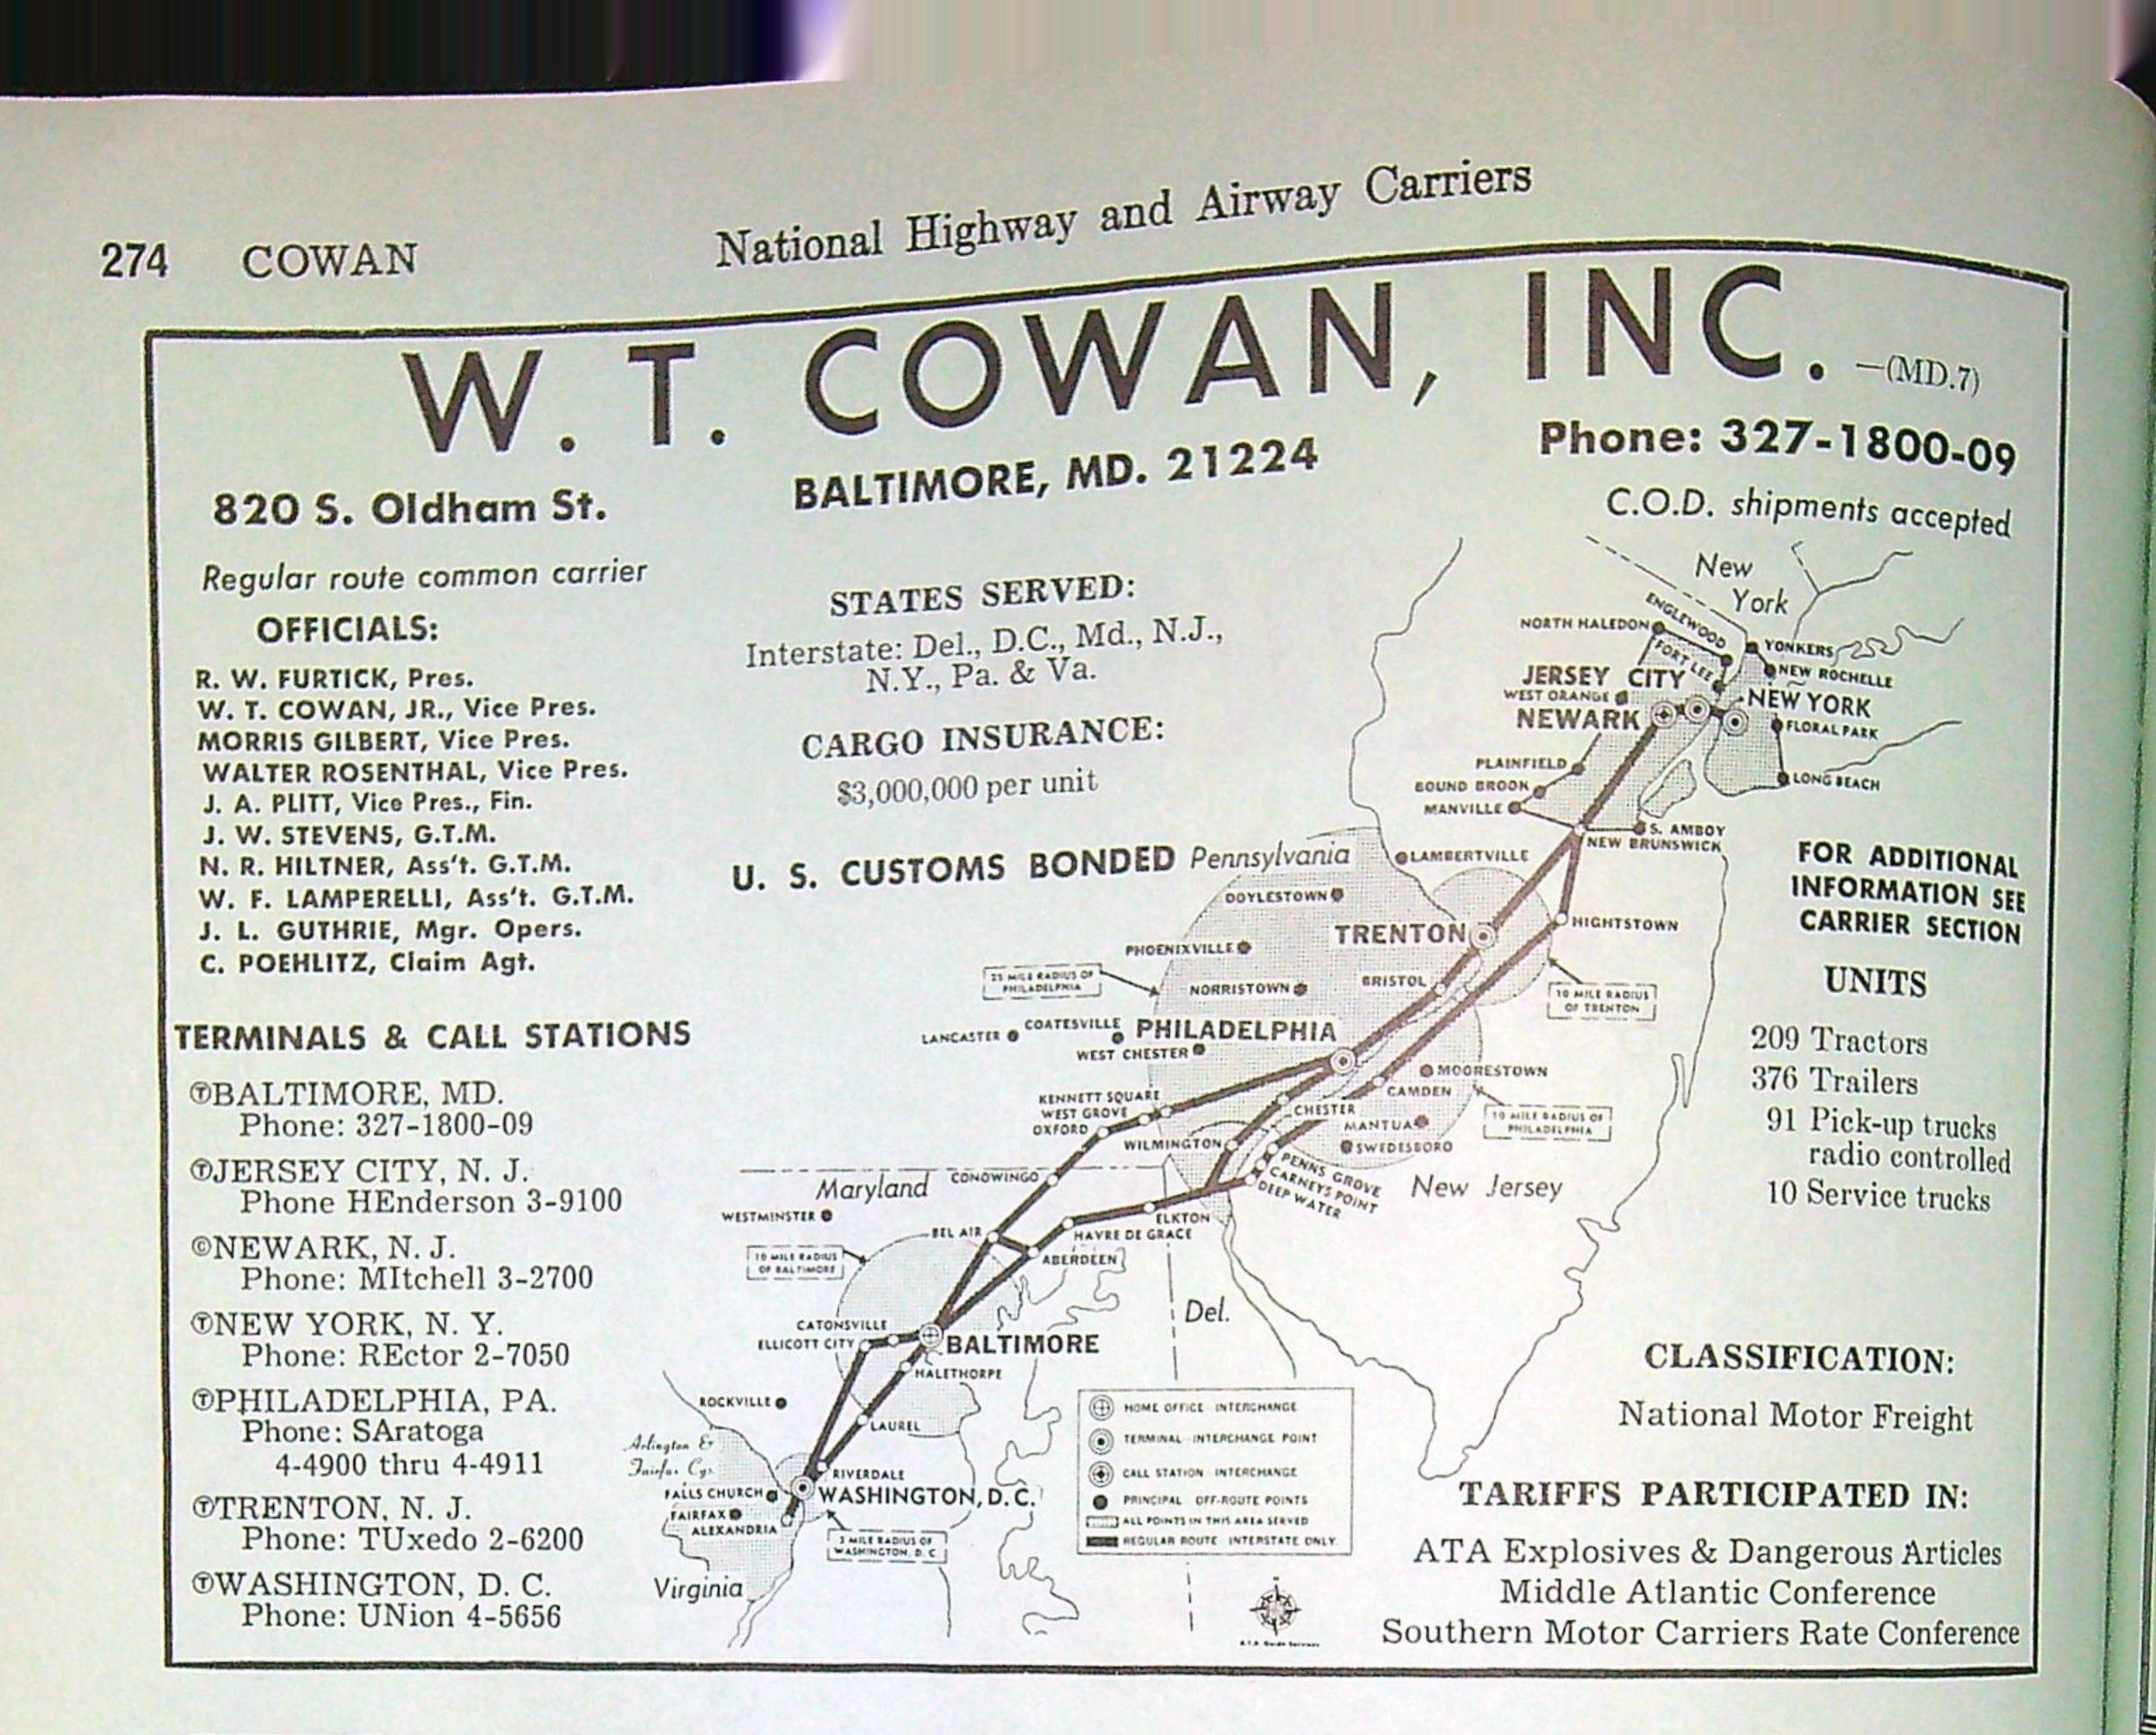 274 COWAN
National Highway and Airway Carriers
W. T. COWAN, INC. —(MD.7)
820 S. Oldham St.
BALTIMORE, MD. 21224
Phone: 327-1800-09
C.O.D. shipments accepted
Regular route common carrier
OFFICIALS:
R. W. FURTICK, Pres.
W. T. COWAN, JR., Vice Pres.
MORRIS GILBERT, Vice Pres.
WALTER ROSENTHAL, Vice Pres.
J. A. PLITT, Vice Pres., Fin.
J. W. STEVENS, G.T.M.
N. R. HILTNER, Ass't. G.T.M.
W. F. LAMPERELLI, Ass't. G.T.M.
J. L. GUTHRIE, Mgr. Opers.
C. POEHLITZ, Claim Agt.
TERMINALS & CALL STATIONS
ⓉBALTIMORE, MD.
Phone: 327-1800-09
ⓉJERSEY CITY, N. J.
Phone HEnderson 3-9100
©NEWARK, N. J.
Phone: MItchell 3-2700
ⓉNEW YORK, N. Y.
Phone: REctor 2-7050
ⓉPHILADELPHIA, PA.
Phone: SAratoga
4-4900 thru 4-4911
ⓉTRENTON, N. J.
Phone: TUxedo 2-6200
ⓉWASHINGTON, D. C.
Phone: UNion 4-5656
STATES SERVED:
Interstate: Del., D.C., Md., N.J.,
N.Y., Pa. & Va.
CARGO INSURANCE:
$3,000,000 per unit
U. S. CUSTOMS BONDED
New
York
ENGLEWOOD
NORTH HALEDON
YONKERS
FORT LEE
NEW ROCHELLE
JERSEY CITY
WEST ORANGE
NEW YORK
NEWARK
FLORAL PARK
PLAINFIELD
BOUND BROOK
LONG BEACH
MANVILLE
S. AMBOY
NEW BRUNSWICK
Pennsylvania
LAMBERTVILLE
DOYLESTOWN
TRENTON
HIGHTSTOWN
PHOENIXVILLE
25 MILE RADIUS OF
PHILADELPHIA
NORRISTOWN
BRISTOL
10 MILE RADIUS
OF TRENTON
LANCASTER
COATESVILLE
PHILADELPHIA
WEST CHESTER
MOORESTOWN
CAMDEN
KENNETT SQUARE
WEST GROVE
OXFORD
CHESTER
10 MILE RADIUS OF
PHILADELPHIA
MANTUA
WILMINGTON
SWEDESBORO
PENNS GROVE
CARNEYS POINT
DEEP WATER
New Jersey
Maryland
CONOWINGO
WESTMINSTER
ELKTON
BEL AIR
HAVRE DE GRACE
10 MILE RADIUS
OF BALTIMORE
ABERDEEN
Del.
CATONSVILLE
ELLICOTT CITY
BALTIMORE
HALETHORPE
ROCKVILLE
LAUREL
Arlington &
Fairfax Cys.
RIVERDALE
FALLS CHURCH
WASHINGTON, D.C.
FAIRFAX
ALEXANDRIA
3 MILE RADIUS OF
WASHINGTON, D. C.
Virginia
HOME OFFICE INTERCHANGE
TERMINAL INTERCHANGE POINT
CALL STATION INTERCHANGE
PRINCIPAL OFF-ROUTE POINTS
ALL POINTS IN THIS AREA SERVED
REGULAR ROUTE INTERSTATE ONLY
FOR ADDITIONAL
INFORMATION SEE
CARRIER SECTION
UNITS
209 Tractors
376 Trailers
91 Pick-up trucks
radio controlled
10 Service trucks
CLASSIFICATION:
National Motor Freight
TARIFFS PARTICIPATED IN:
ATA Explosives & Dangerous Articles
Middle Atlantic Conference
Southern Motor Carriers Rate Conference